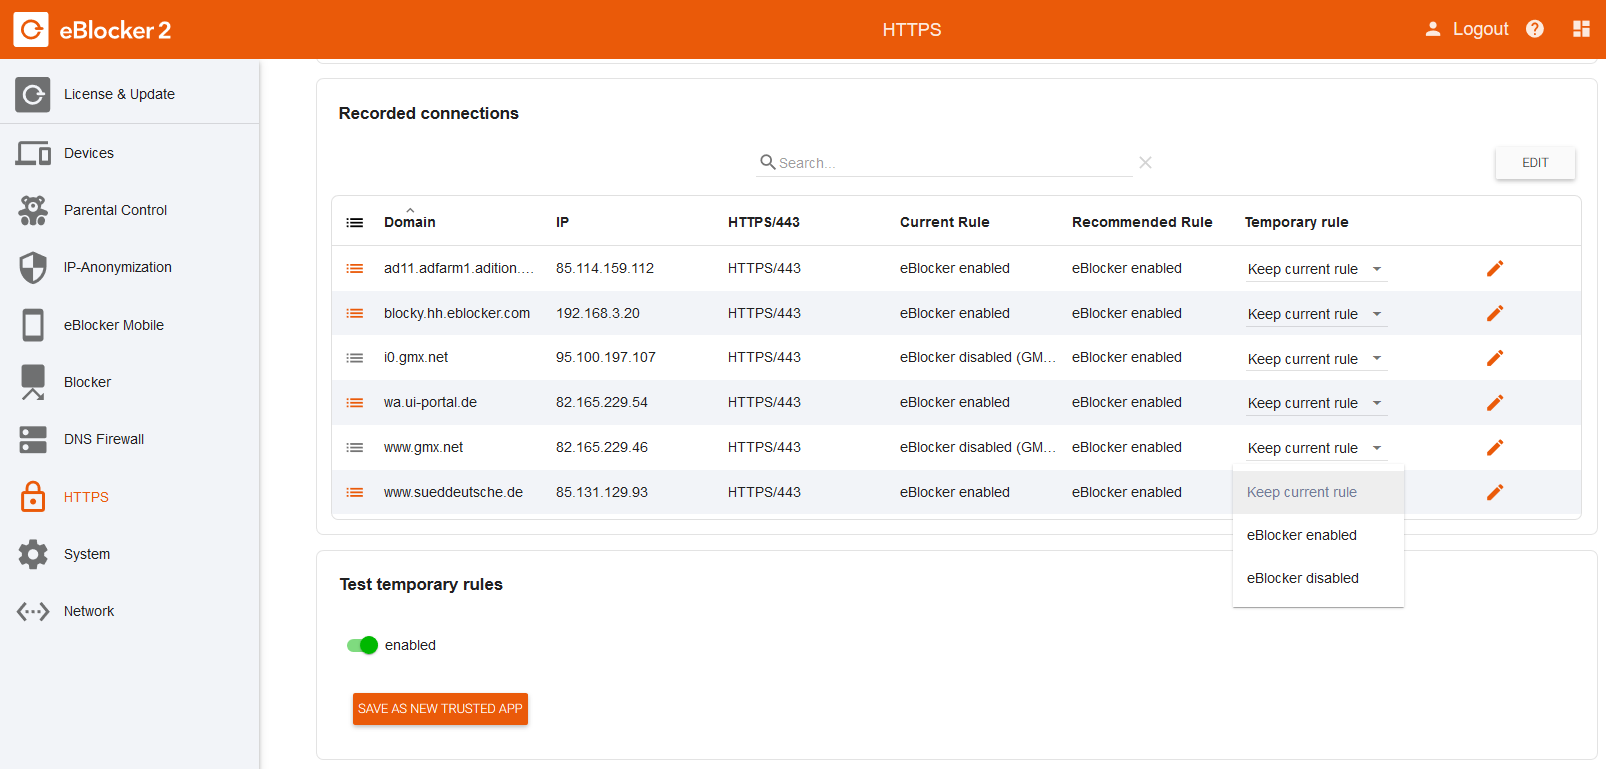 eBlocker 2
HTTPS
Logout
License & Update
Devices
Parental Control
IP-Anonymization
eBlocker Mobile
Blocker
DNS Firewall
HTTPS
System
Network
Recorded connections
Search...
EDIT
Domain IP HTTPS/443 Current Rule Recommended Rule Temporary rule
ad11.adfarm1.adition.... 85.114.159.112 HTTPS/443 eBlocker enabled eBlocker enabled Keep current rule
blocky.hh.eblocker.com 192.168.3.20 HTTPS/443 eBlocker enabled eBlocker enabled Keep current rule
i0.gmx.net 95.100.197.107 HTTPS/443 eBlocker disabled (GM... eBlocker enabled Keep current rule
wa.ui-portal.de 82.165.229.54 HTTPS/443 eBlocker enabled eBlocker enabled Keep current rule
www.gmx.net 82.165.229.46 HTTPS/443 eBlocker disabled (GM... eBlocker enabled Keep current rule
www.sueddeutsche.de 85.131.129.93 HTTPS/443 eBlocker enabled eBlocker enabled Keep current rule
eBlocker enabled
eBlocker disabled
Test temporary rules
enabled
SAVE AS NEW TRUSTED APP